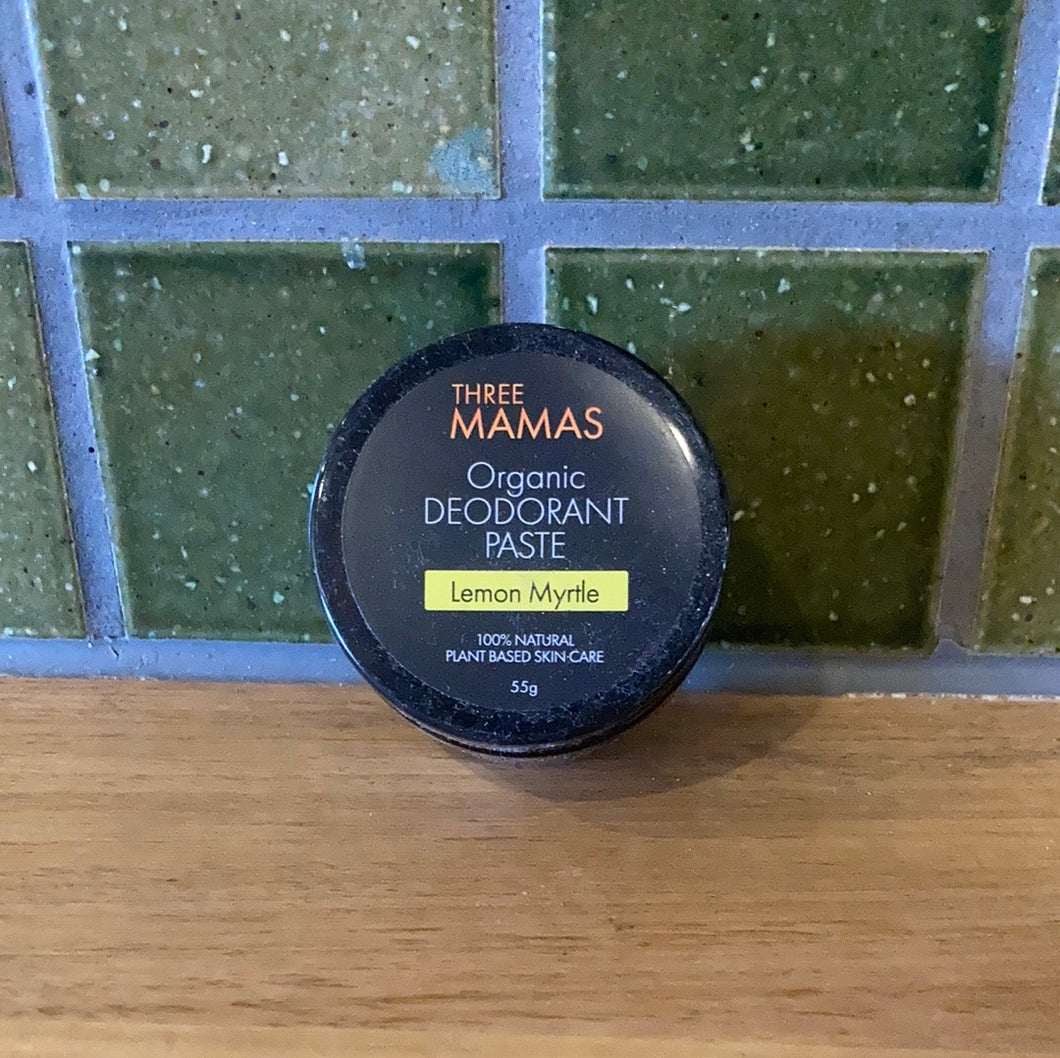 THREE
MAMAS
Organic
DEODORANT
PASTE
Lemon Myrtle
100% NATURAL
PLANT BASED SKIN-CARE
55g